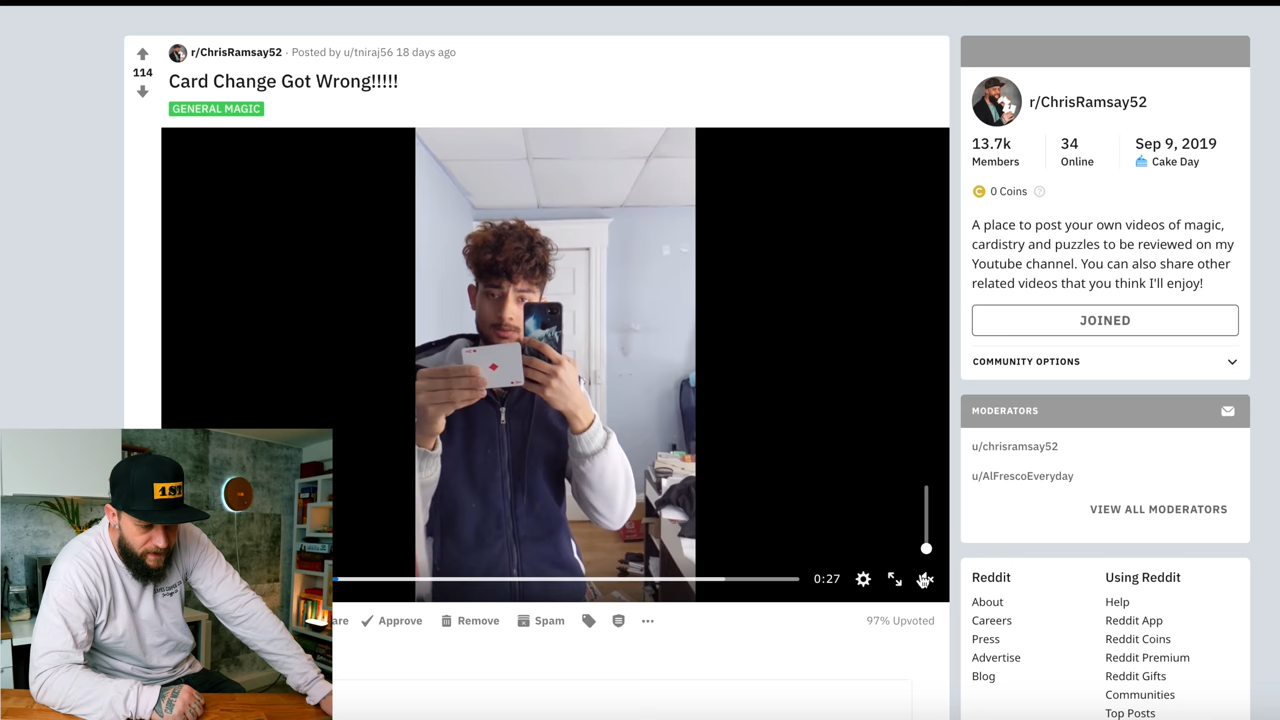 r/ChrisRamsay52 · Posted by u/tniraj56 18 days ago
114
Card Change Got Wrong!!!!!
GENERAL MAGIC
0:27
are Approve Remove Spam
97% Upvoted
r/ChrisRamsay52
13.7k 34 Sep 9, 2019
Members Online Cake Day
0 Coins
A place to post your own videos of magic,
cardistry and puzzles to be reviewed on my
Youtube channel. You can also share other
related videos that you think I'll enjoy!
JOINED
COMMUNITY OPTIONS
MODERATORS
u/chrisramsay52
u/AlFrescoEveryday
VIEW ALL MODERATORS
Reddit Using Reddit
About Help
Careers Reddit App
Press Reddit Coins
Advertise Reddit Premium
Blog Reddit Gifts
Communities
Top Posts
1ST